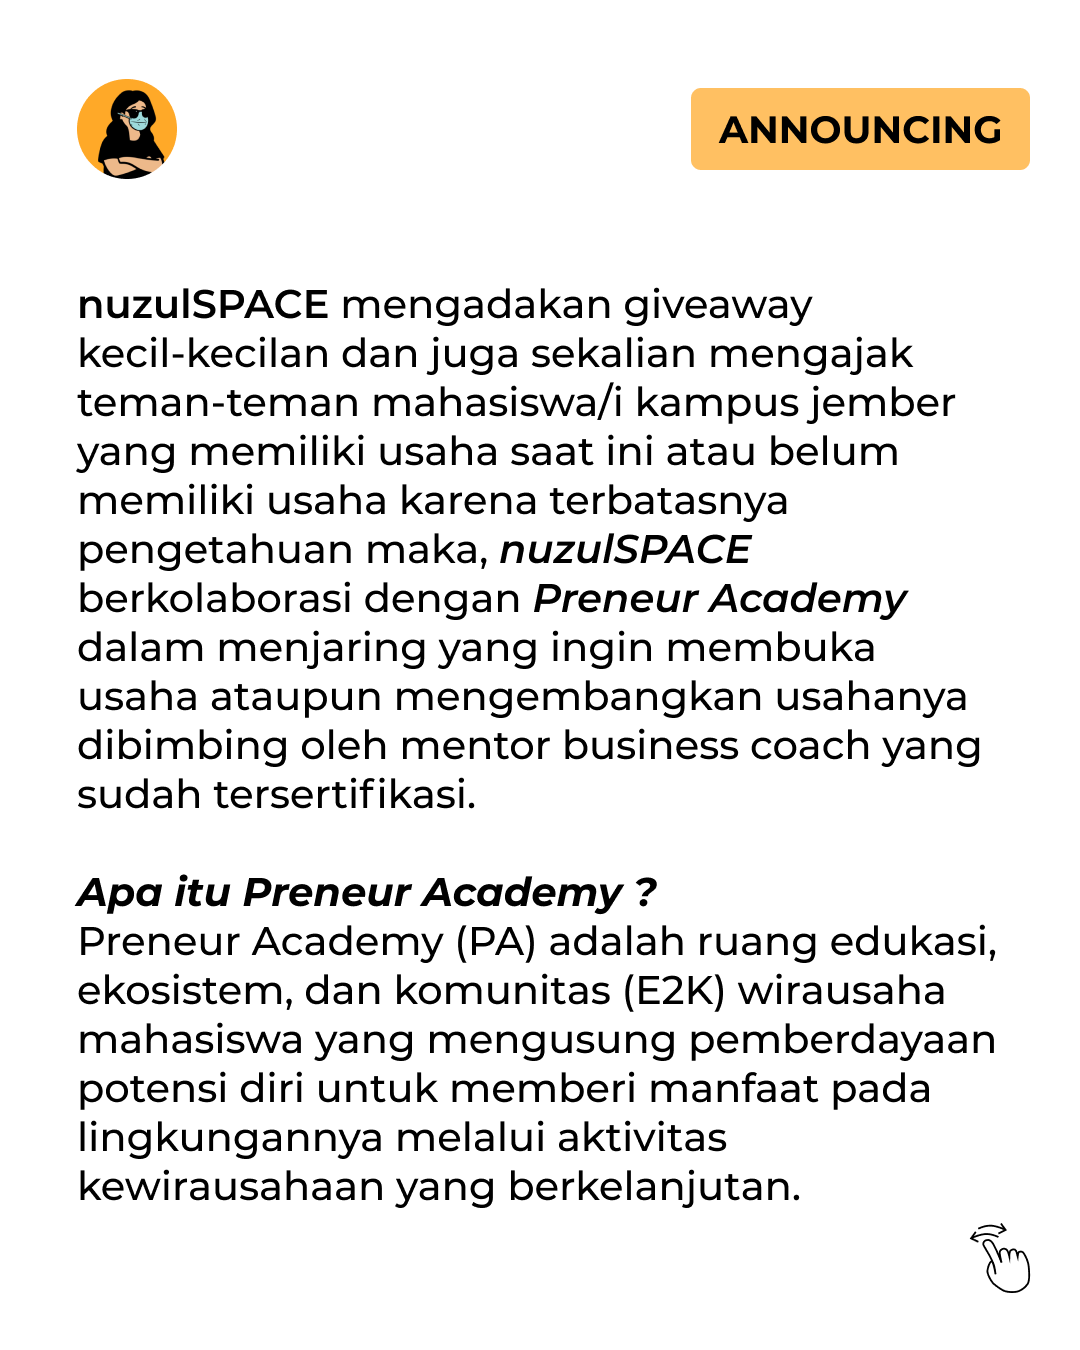 ANNOUNCING
nuzulSPACE mengadakan giveaway
kecil-kecilan dan juga sekalian mengajak
teman-teman mahasiswa/i kampus jember
yang memiliki usaha saat ini atau belum
memiliki usaha karena terbatasnya
pengetahuan maka, nuzulSPACE
berkolaborasi dengan Preneur Academy
dalam menjaring yang ingin membuka
usaha ataupun mengembangkan usahanya
dibimbing oleh mentor business coach yang
sudah tersertifikasi.
Apa itu Preneur Academy ?
Preneur Academy (PA) adalah ruang edukasi,
ekosistem, dan komunitas (E2K) wirausaha
mahasiswa yang mengusung pemberdayaan
potensi diri untuk memberi manfaat pada
lingkungannya melalui aktivitas
kewirausahaan yang berkelanjutan.